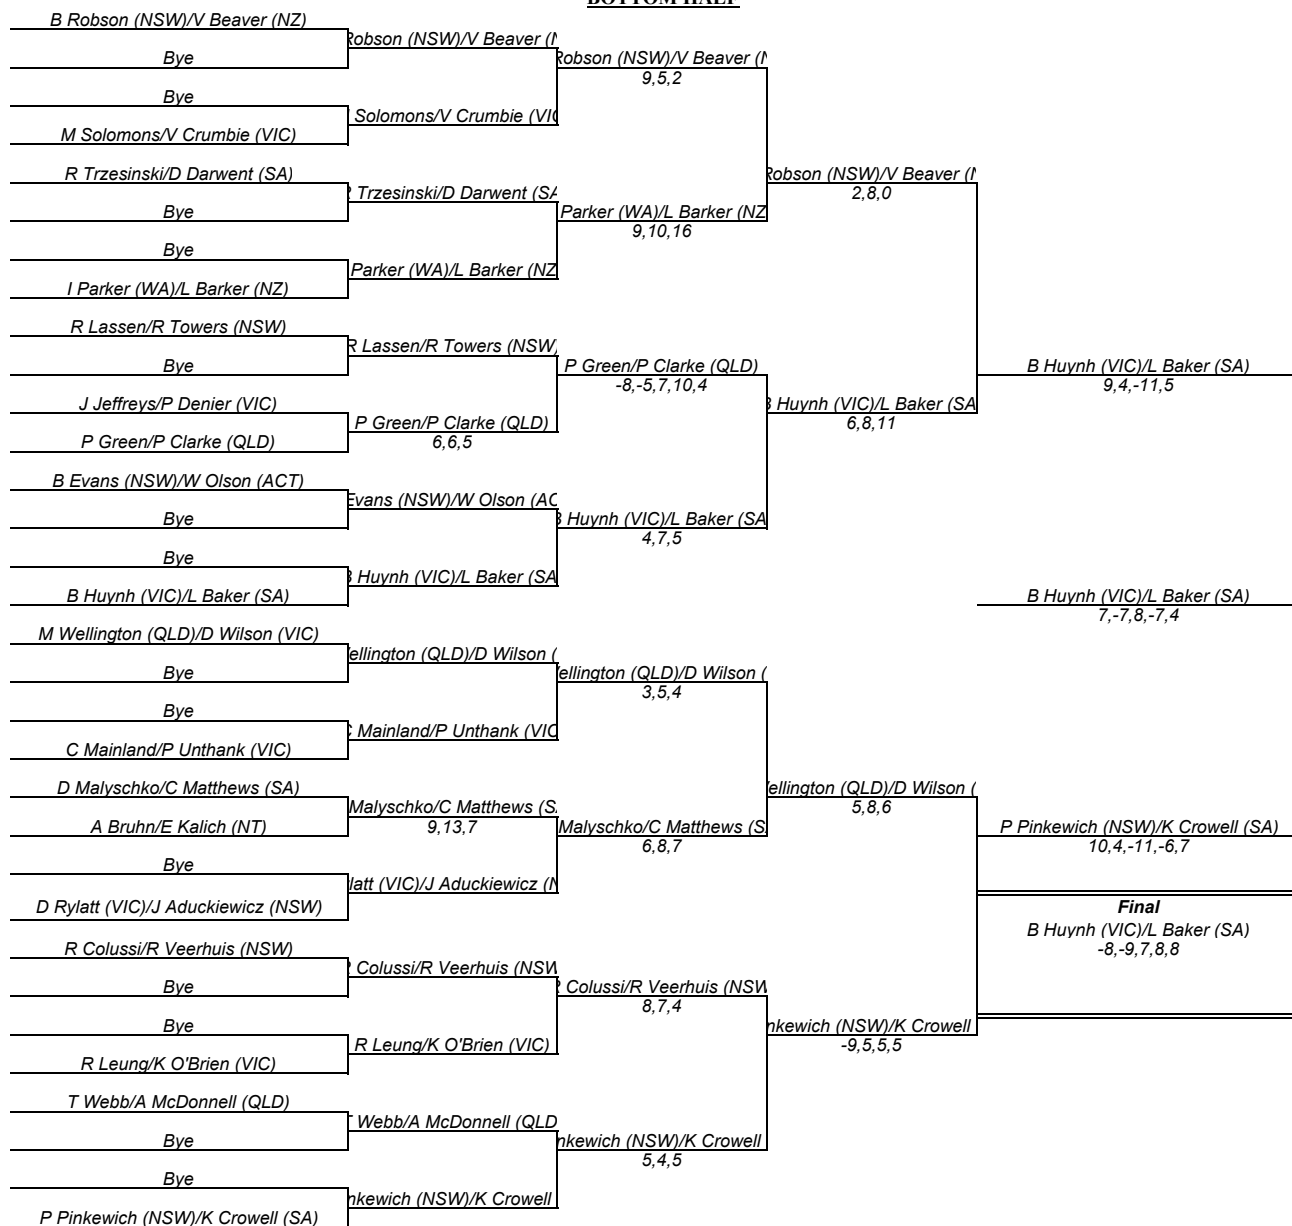 BOTTOM HALF
B Robson (NSW)/V Beaver (NZ)
Bye
Bye
M Solomons/V Crumbie (VIC)
R Trzesinski/D Darwent (SA)
Bye
Bye
I Parker (WA)/L Barker (NZ)
R Lassen/R Towers (NSW)
Bye
J Jeffreys/P Denier (VIC)
P Green/P Clarke (QLD)
B Evans (NSW)/W Olson (ACT)
Bye
Bye
B Huynh (VIC)/L Baker (SA)
M Wellington (QLD)/D Wilson (VIC)
Bye
Bye
C Mainland/P Unthank (VIC)
D Malyschko/C Matthews (SA)
A Bruhn/E Kalich (NT)
Bye
D Rylatt (VIC)/J Aduckiewicz (NSW)
R Colussi/R Veerhuis (NSW)
Bye
Bye
R Leung/K O'Brien (VIC)
T Webb/A McDonnell (QLD)
Bye
Bye
P Pinkewich (NSW)/K Crowell (SA)
Robson (NSW)/V Beaver (N
Solomons/V Crumbie (VIC
R Trzesinski/D Darwent (SA
Parker (WA)/L Barker (NZ
R Lassen/R Towers (NSW)
P Green/P Clarke (QLD)
6,6,5
Evans (NSW)/W Olson (AC
B Huynh (VIC)/L Baker (SA
ellington (QLD)/D Wilson (
C Mainland/P Unthank (VIC
Malyschko/C Matthews (S
9,13,7
latt (VIC)/J Aduckiewicz (N
R Colussi/R Veerhuis (NSW
R Leung/K O'Brien (VIC)
T Webb/A McDonnell (QLD
nkewich (NSW)/K Crowell
Robson (NSW)/V Beaver (N
9,5,2
Parker (WA)/L Barker (NZ
9,10,16
P Green/P Clarke (QLD)
-8,-5,7,10,4
B Huynh (VIC)/L Baker (SA
4,7,5
ellington (QLD)/D Wilson (
3,5,4
Malyschko/C Matthews (S
6,8,7
R Colussi/R Veerhuis (NSW
8,7,4
nkewich (NSW)/K Crowell
5,4,5
Robson (NSW)/V Beaver (N
2,8,0
B Huynh (VIC)/L Baker (SA
6,8,11
ellington (QLD)/D Wilson (
5,8,6
nkewich (NSW)/K Crowell
-9,5,5,5
B Huynh (VIC)/L Baker (SA)
9,4,-11,5
B Huynh (VIC)/L Baker (SA)
7,-7,8,-7,4
P Pinkewich (NSW)/K Crowell (SA)
10,4,-11,-6,7
Final
B Huynh (VIC)/L Baker (SA)
-8,-9,7,8,8